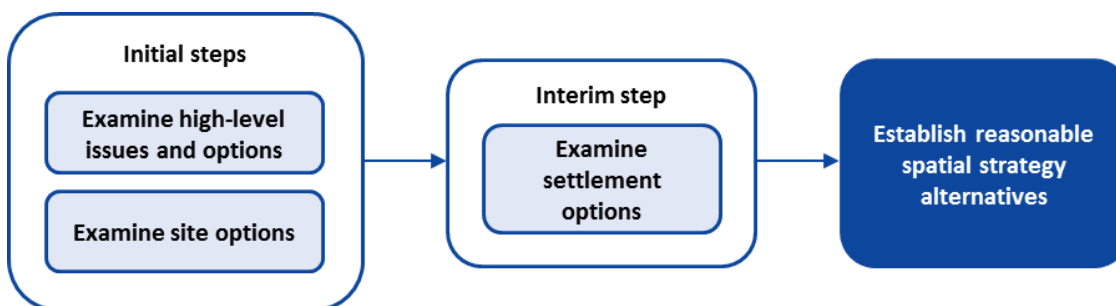 Initial steps
Examine high-level
issues and options
Examine site options
Interim step
Examine
settlement
options
Establish reasonable
spatial strategy
alternatives